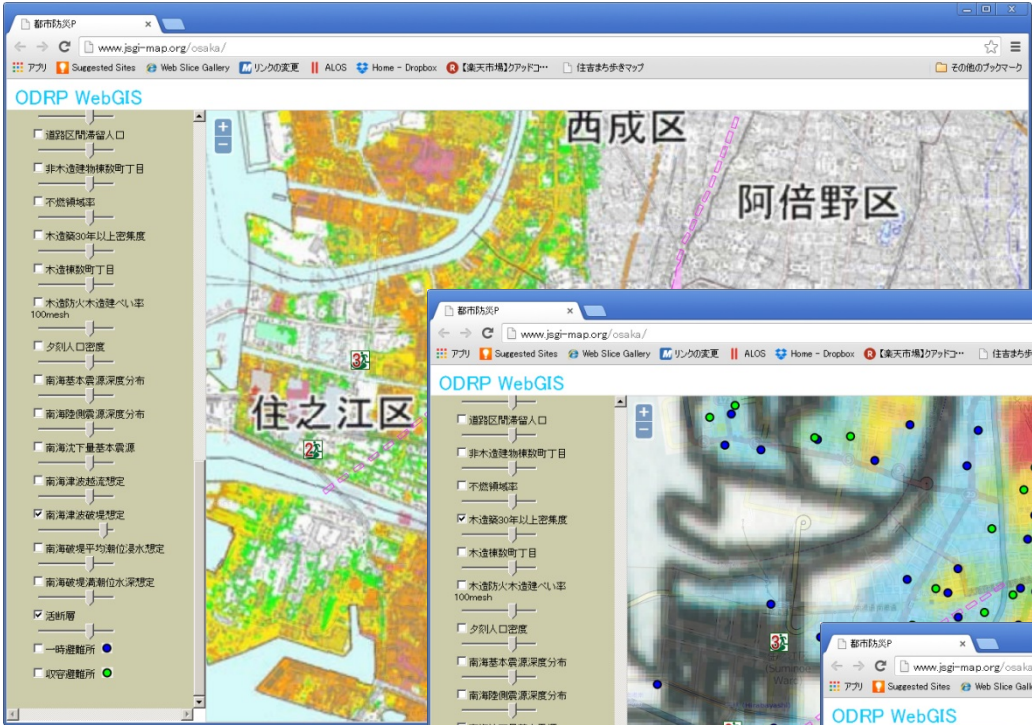 都市防災P
www.jsgi-map.org/osaka/
アプリ Suggested Sites Web Slice Gallery リンクの変更 ALOS Home - Dropbox 【楽天市場】クアッドコ… 住吉まち歩きマップ その他のブックマーク
ODRP WebGIS
道路区間滞留人口
非木造建物棟数町丁目
不燃領域率
木造築30年以上密集度
木造棟数町丁目
木造防火木造建ぺい率
100mesh
夕刻人口密度
南海基本震源深度分布
南海陸側震源深度分布
南海沈下量基本震源
南海津波越流想定
南海津波破堤想定
南海破堤平均潮位浸水想定
南海破堤満潮位水深想定
活断層
一時避難所
収容避難所
西成区
阿倍野区
住之江区
3
2
都市防災P
www.jsgi-map.org/osaka/
アプリ Suggested Sites Web Slice Gallery リンクの変更 ALOS Home - Dropbox 【楽天市場】クアッドコ… 住吉まち歩
ODRP WebGIS
道路区間滞留人口
非木造建物棟数町丁目
不燃領域率
木造築30年以上密集度
木造棟数町丁目
木造防火木造建ぺい率
100mesh
夕刻人口密度
南海基本震源深度分布
南海陸側震源深度分布
3
(Suminoe
Ward
都市防災P
www.jsgi-map.org/osaka
アプリ Suggested Sites Web Slice Galle
ODRP WebGIS